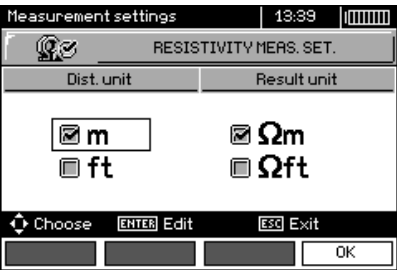 Measurement settings 13:39
RESISTIVITY MEAS. SET.
Dist. unit Result unit
m Ωm
ft Ωft
Choose ENTER Edit ESC Exit
OK